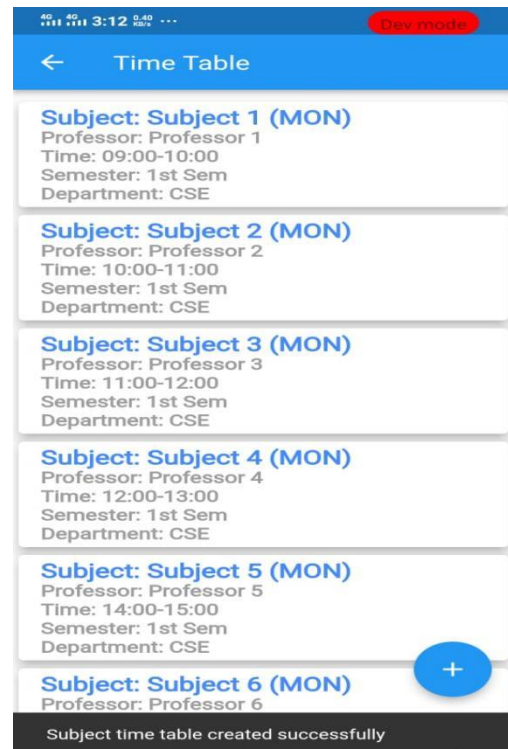 4G 4G 3:12 0.40 KB/s ...
Dev mode
Time Table
Subject: Subject 1 (MON)
Professor: Professor 1
Time: 09:00-10:00
Semester: 1st Sem
Department: CSE
Subject: Subject 2 (MON)
Professor: Professor 2
Time: 10:00-11:00
Semester: 1st Sem
Department: CSE
Subject: Subject 3 (MON)
Professor: Professor 3
Time: 11:00-12:00
Semester: 1st Sem
Department: CSE
Subject: Subject 4 (MON)
Professor: Professor 4
Time: 12:00-13:00
Semester: 1st Sem
Department: CSE
Subject: Subject 5 (MON)
Professor: Professor 5
Time: 14:00-15:00
Semester: 1st Sem
Department: CSE
Subject: Subject 6 (MON)
Professor: Professor 6
Subject time table created successfully